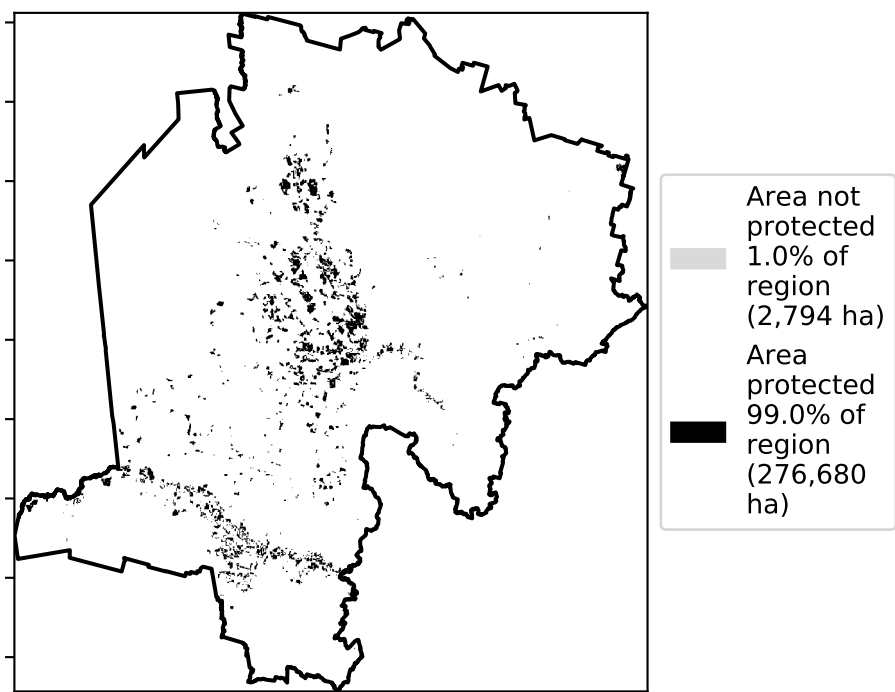 Area not
protected
1.0% of
region
(2,794 ha)
Area
protected
99.0% of
region
(276,680
ha)